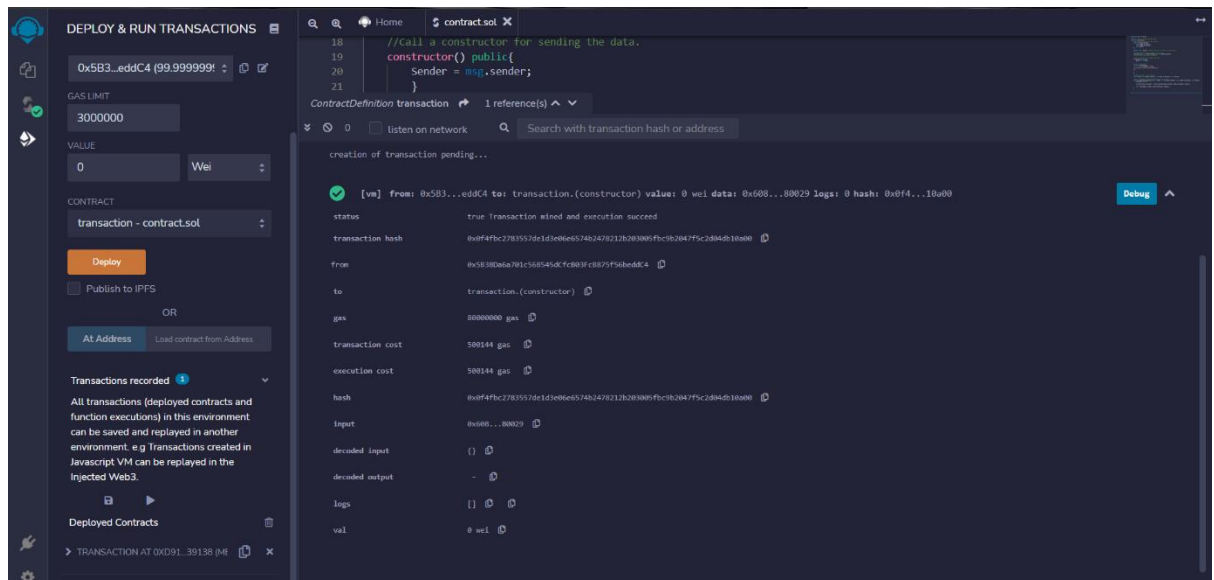 DEPLOY & RUN TRANSACTIONS
0x5B3...eddC4 (99.9999999
GAS LIMIT
3000000
VALUE
0 Wei
CONTRACT
transaction - contract.sol
Deploy
Publish to IPFS
OR
At Address Load contract from Address
Transactions recorded 1
All transactions (deployed contracts and
function executions) in this environment
can be saved and replayed in another
environment. e.g Transactions created in
Javascript VM can be replayed in the
Injected Web3.
Deployed Contracts
TRANSACTION AT 0XD91...39138 (ME
Home contract.sol
18 //Call a constructor for sending the data.
19 constructor() public{
20 Sender = msg.sender;
21 }
ContractDefinition transaction 1 reference(s)
0 listen on network Search with transaction hash or address
creation of transaction pending...
[vm] from: 0x5B3...eddC4 to: transaction.(constructor) value: 0 wei data: 0x608...80029 logs: 0 hash: 0x0f4...10a00
Debug
status true Transaction mined and execution succeed
transaction hash
from
to transaction.(constructor)
gas 80000000 gas
transaction cost 500144 gas
execution cost 500144 gas
hash
input 0x608...80029
decoded input {}
decoded output -
logs []
val 0 wei